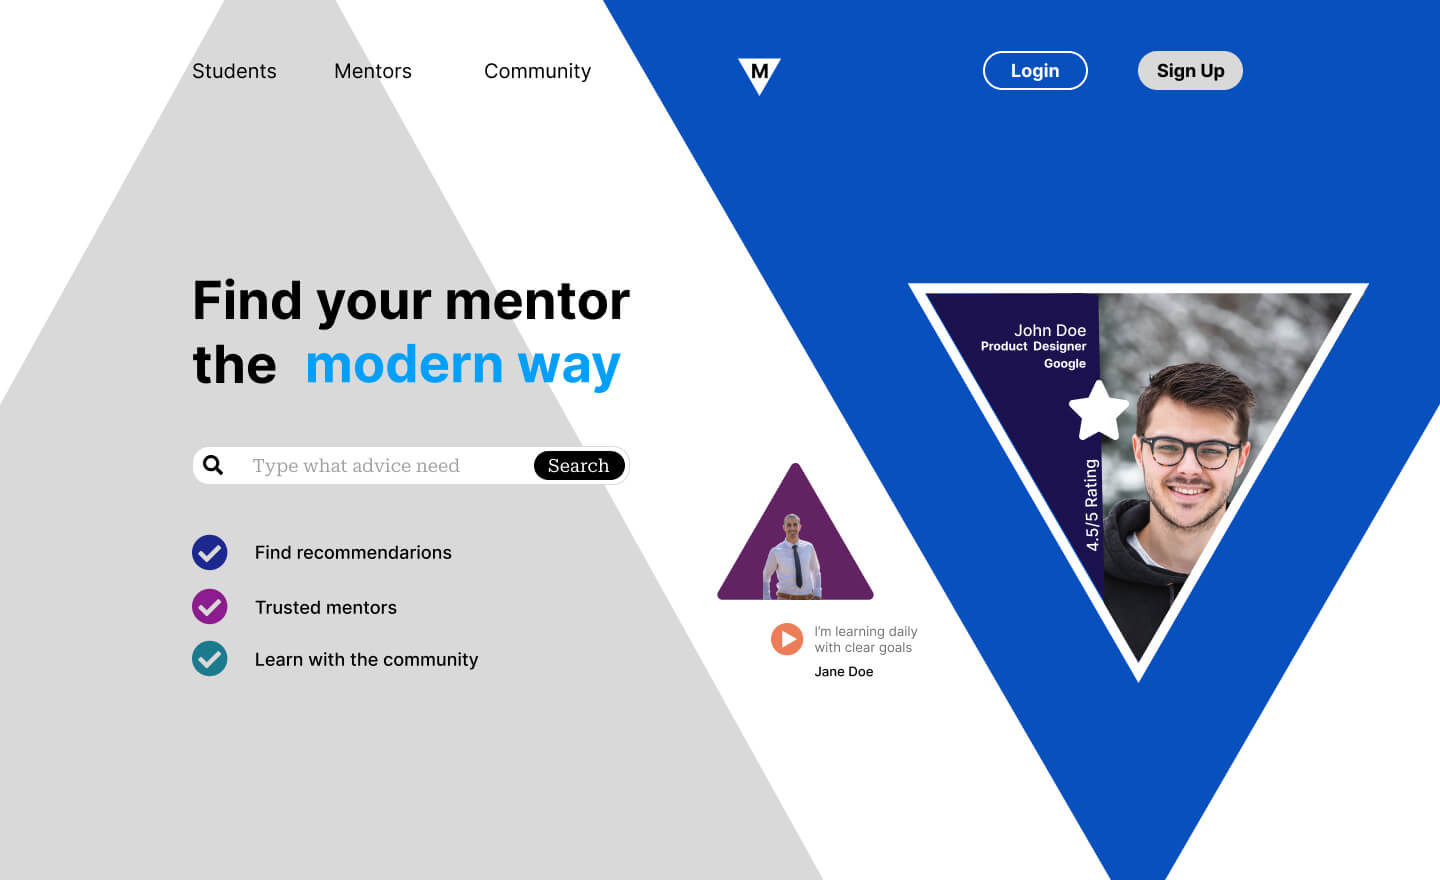 Students Mentors Community M Login Sign Up
Find your mentor
the modern way
Type what advice need Search
Find recommendarions
Trusted mentors
Learn with the community
I'm learning daily
with clear goals
Jane Doe
John Doe
Product Designer
Google
4.5/5 Rating